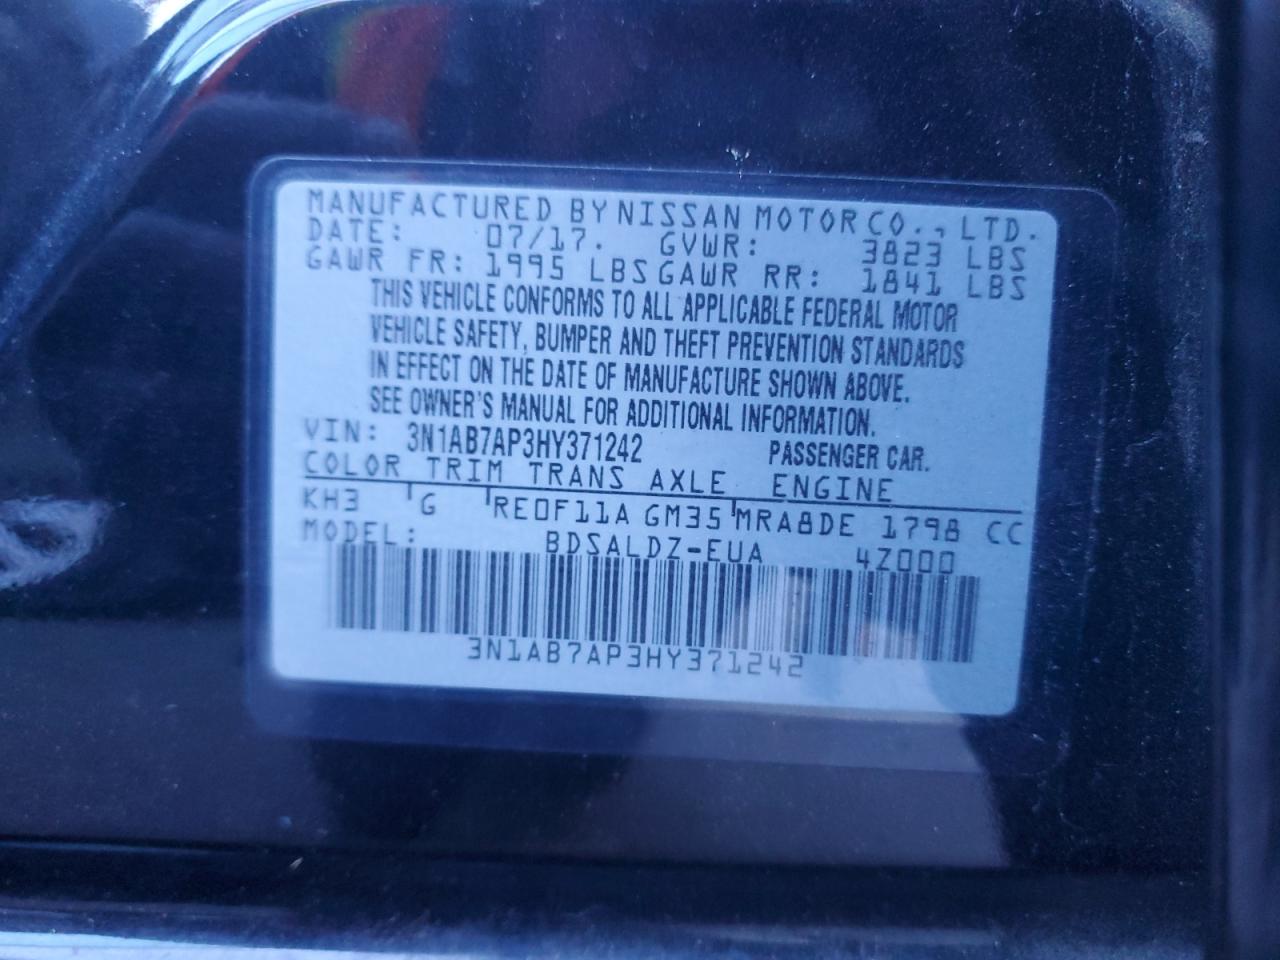 MANUFACTURED BY NISSAN MOTOR CO., LTD.
DATE: 07/17. GVWR: 3823 LBS
GAWR FR: 1995 LBS GAWR RR: 1841 LBS
THIS VEHICLE CONFORMS TO ALL APPLICABLE FEDERAL MOTOR
VEHICLE SAFETY, BUMPER AND THEFT PREVENTION STANDARDS
IN EFFECT ON THE DATE OF MANUFACTURE SHOWN ABOVE.
SEE OWNER'S MANUAL FOR ADDITIONAL INFORMATION.
VIN: 3N1AB7AP3HY371242 PASSENGER CAR.
COLOR TRIM TRANS AXLE ENGINE
KH3 G RE0F11A GM35 MRA8DE 1798 CC
MODEL: BDSALDZ-EUA 4Z000
3N1AB7AP3HY371242